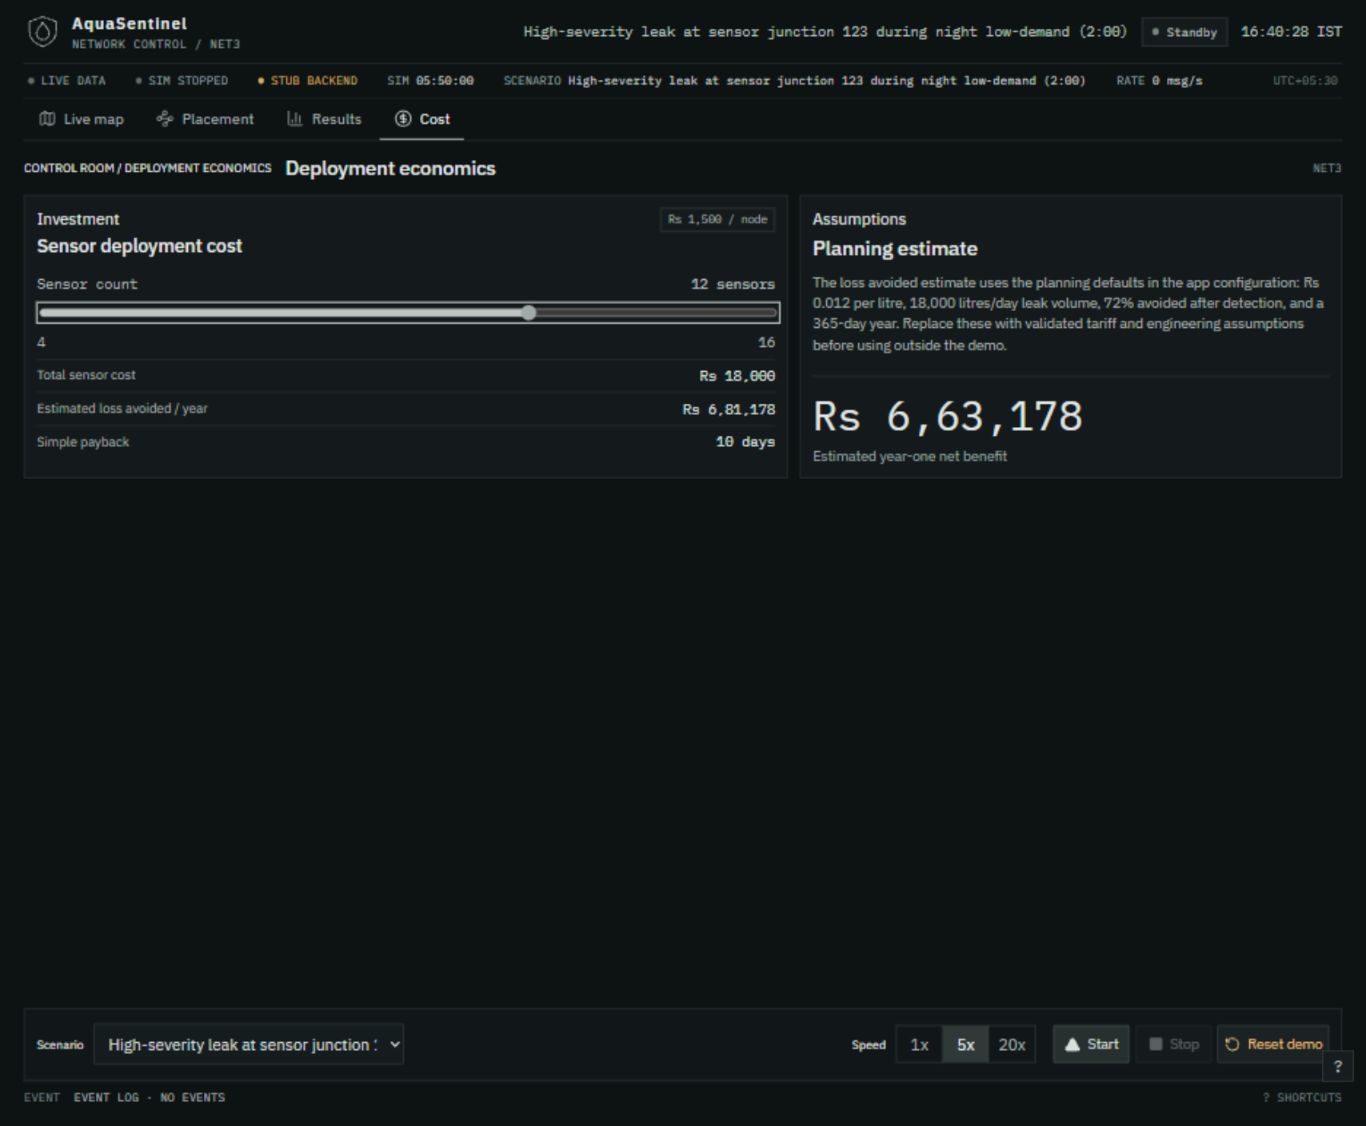 AquaSentinel
NETWORK CONTROL / NET3
High-severity leak at sensor junction 123 during night low-demand (2:00)
Standby
16:40:28 IST
LIVE DATA
SIM STOPPED
STUB BACKEND
SIM 05:50:00
SCENARIO High-severity leak at sensor junction 123 during night low-demand (2:00)
RATE 0 msg/s
UTC+05:30
Live map
Placement
Results
Cost
CONTROL ROOM / DEPLOYMENT ECONOMICS
Deployment economics
NET3
Investment
Rs 1,500 / node
Sensor deployment cost
Sensor count
12 sensors
4
16
Total sensor cost
Rs 18,000
Estimated loss avoided / year
Rs 6,81,178
Simple payback
10 days
Assumptions
Planning estimate
The loss avoided estimate uses the planning defaults in the app configuration: Rs
0.012 per litre, 18,000 litres/day leak volume, 72% avoided after detection, and a
365-day year. Replace these with validated tariff and engineering assumptions
before using outside the demo.
Rs 6,63,178
Estimated year-one net benefit
Scenario
High-severity leak at sensor junction
Speed
1x
5x
20x
Start
Stop
Reset demo
?
EVENT
EVENT LOG · NO EVENTS
? SHORTCUTS